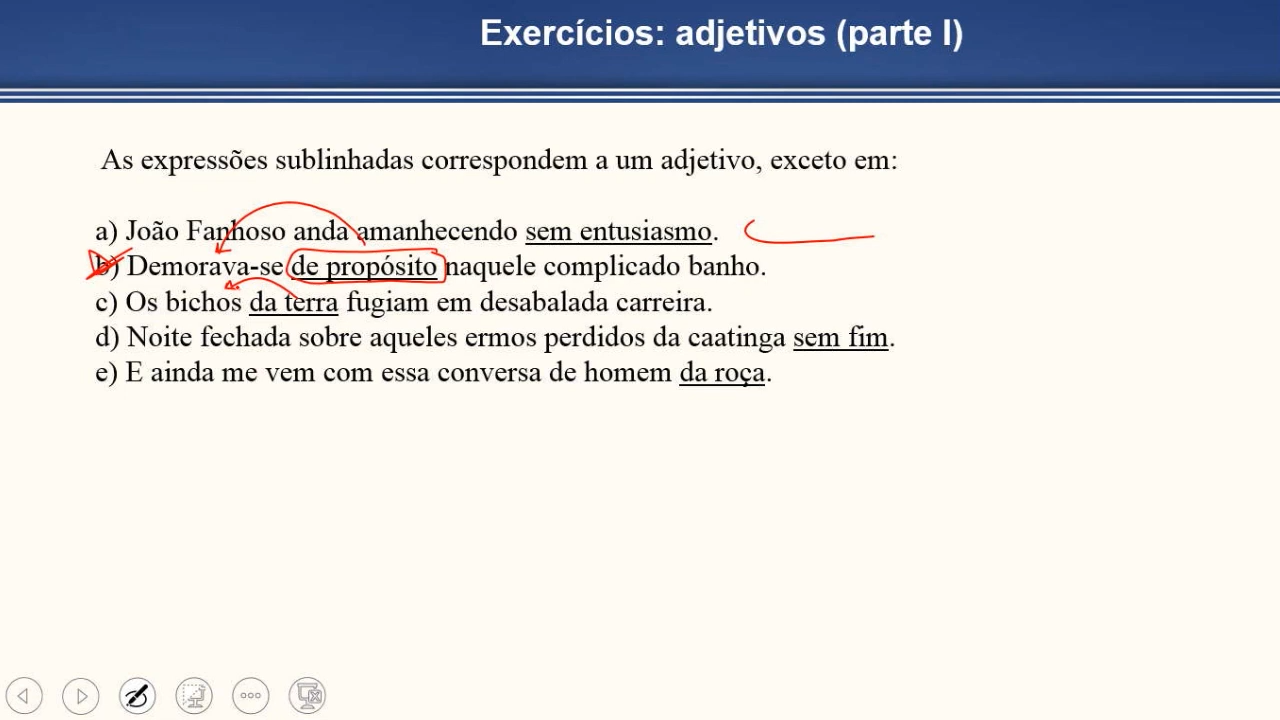 Exercícios: adjetivos (parte I)
As expressões sublinhadas correspondem a um adjetivo, exceto em:
a) João Fanhoso anda amanhecendo sem entusiasmo.
b) Demorava-se de propósito naquele complicado banho.
c) Os bichos da terra fugiam em desabalada carreira.
d) Noite fechada sobre aqueles ermos perdidos da caatinga sem fim.
e) E ainda me vem com essa conversa de homem da roça.